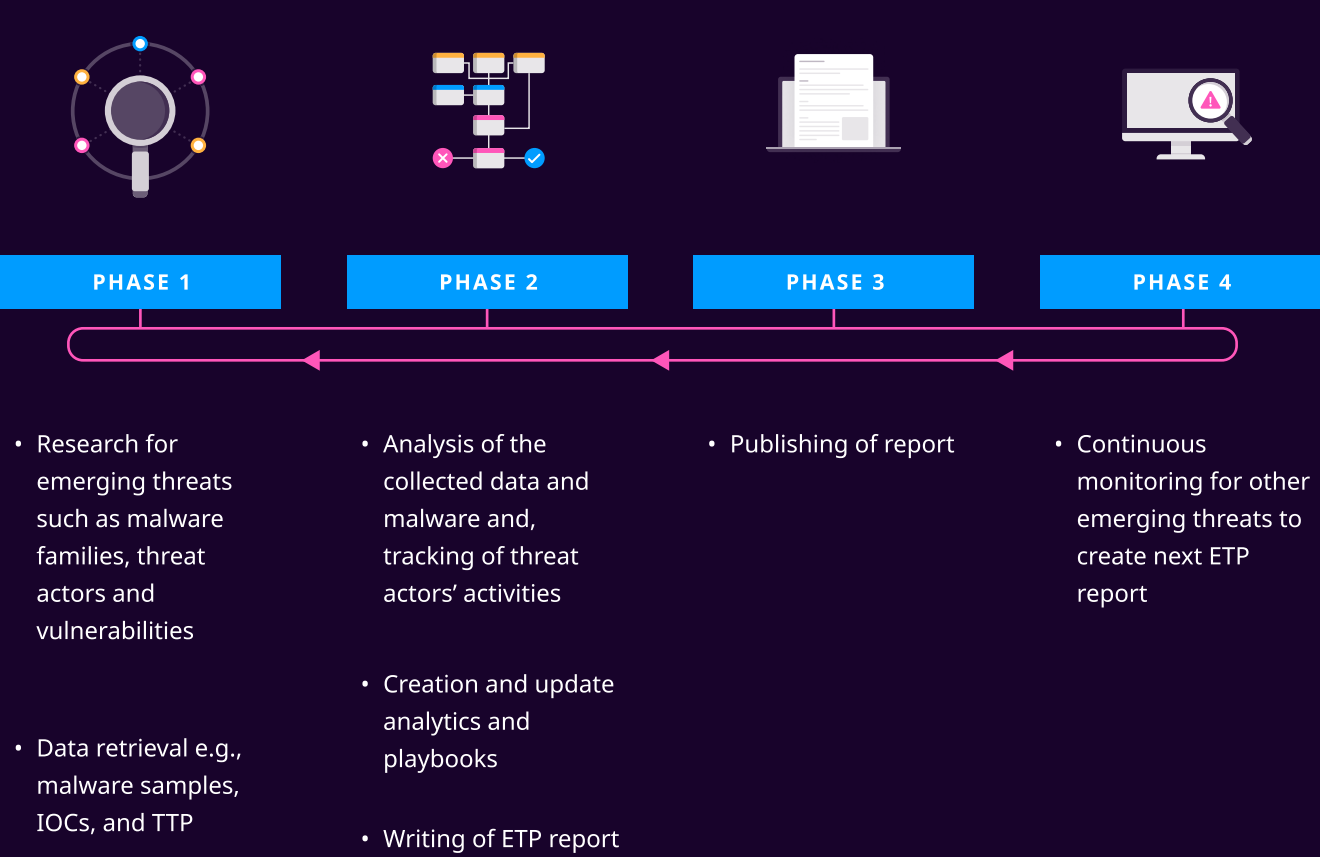 PHASE 1
PHASE 2
PHASE 3
PHASE 4
• Research for
emerging threats
such as malware
families, threat
actors and
vulnerabilities
• Data retrieval e.g.,
malware samples,
IOCs, and TTP
• Analysis of the
collected data and
malware and,
tracking of threat
actors’ activities
• Creation and update
analytics and
playbooks
• Writing of ETP report
• Publishing of report
• Continuous
monitoring for other
emerging threats to
create next ETP
report